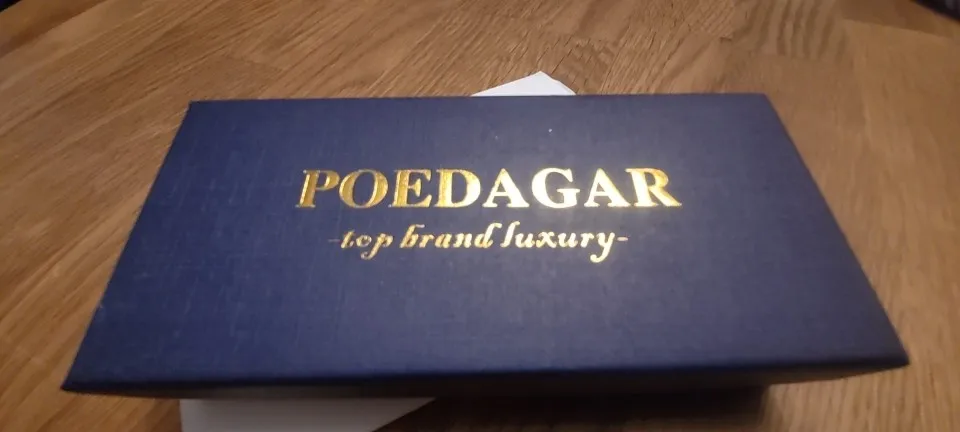 POEDAGAR
-top brand luxury-